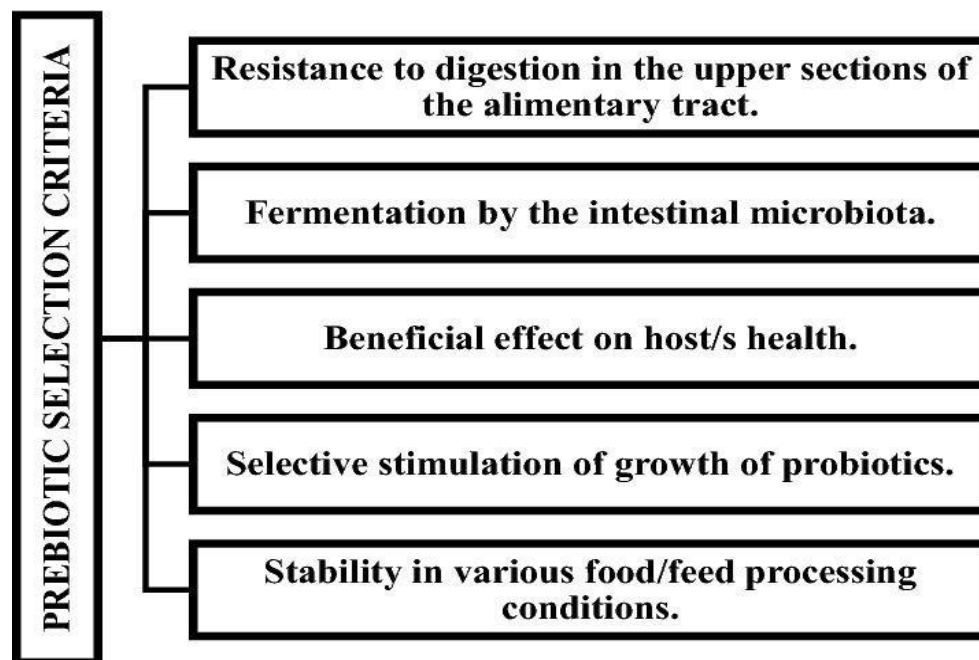 PREBIOTIC SELECTION CRITERIA
Resistance to digestion in the upper sections of
the alimentary tract.
Fermentation by the intestinal microbiota.
Beneficial effect on host/s health.
Selective stimulation of growth of probiotics.
Stability in various food/feed processing
conditions.